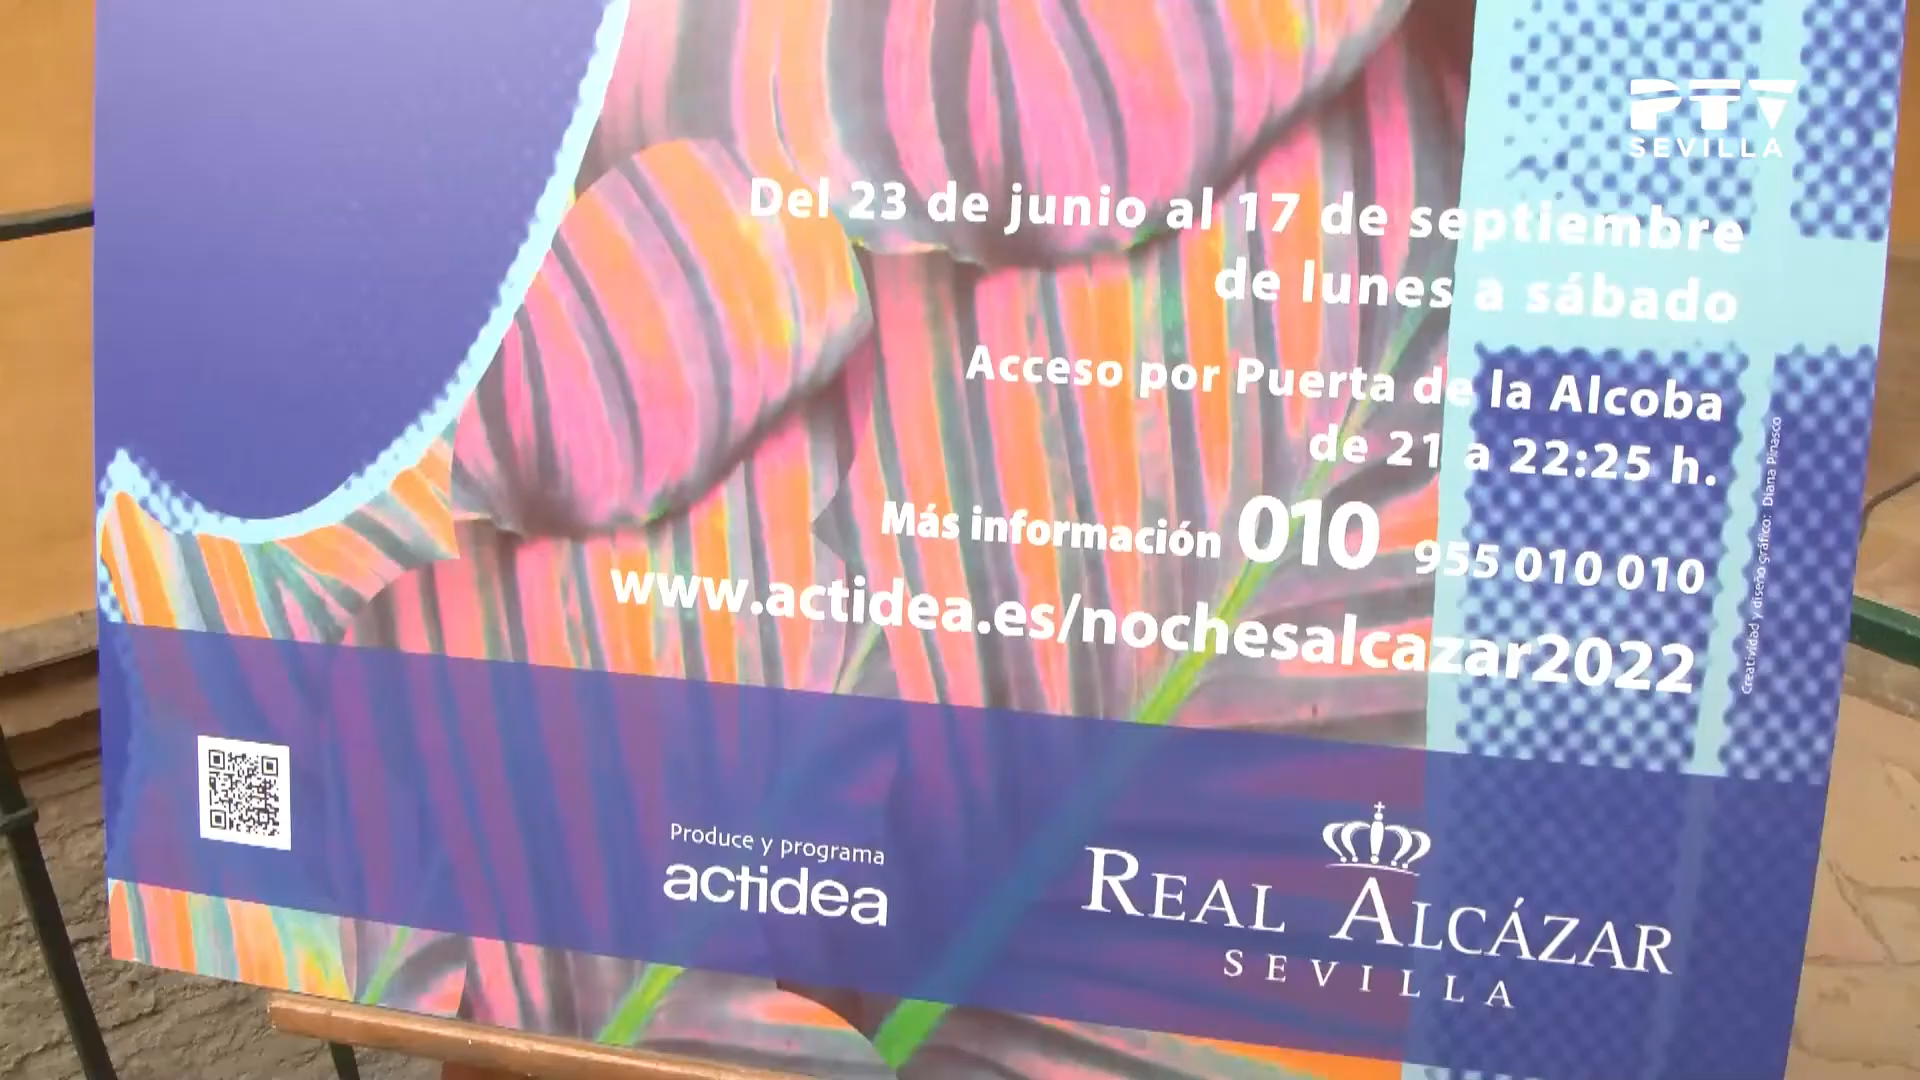 PTV
SEVILLA
Del 23 de junio al 17 de septiembre
de lunes a sábado
Acceso por Puerta de la Alcoba
de 21 a 22:25 h.
Más información 010 955 010 010
www.actidea.es/nochesalcazar2022
Creatividad y diseño gráfico: Diana Pinasco
Produce y programa
actidea
REAL ALCÁZAR
SEVILLA